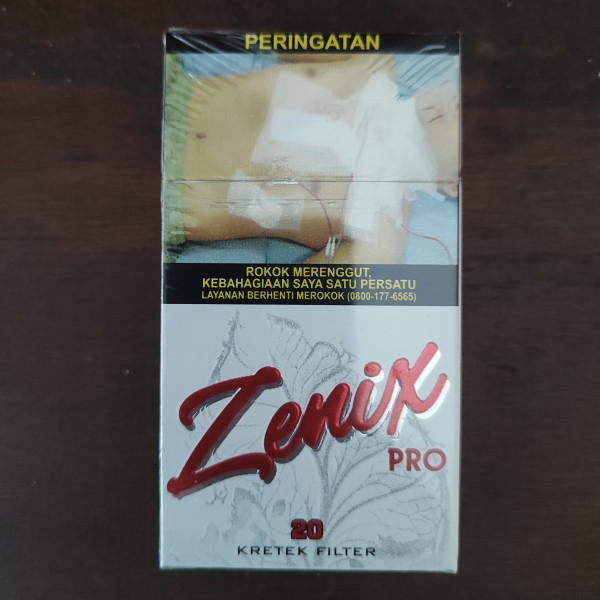 PERINGATAN
ROKOK MERENGGUT,
KEBAHAGIAAN SAYA SATU PERSATU
LAYANAN BERHENTI MEROKOK (0800-177-6565)
Zenix
PRO
20
KRETEK FILTER